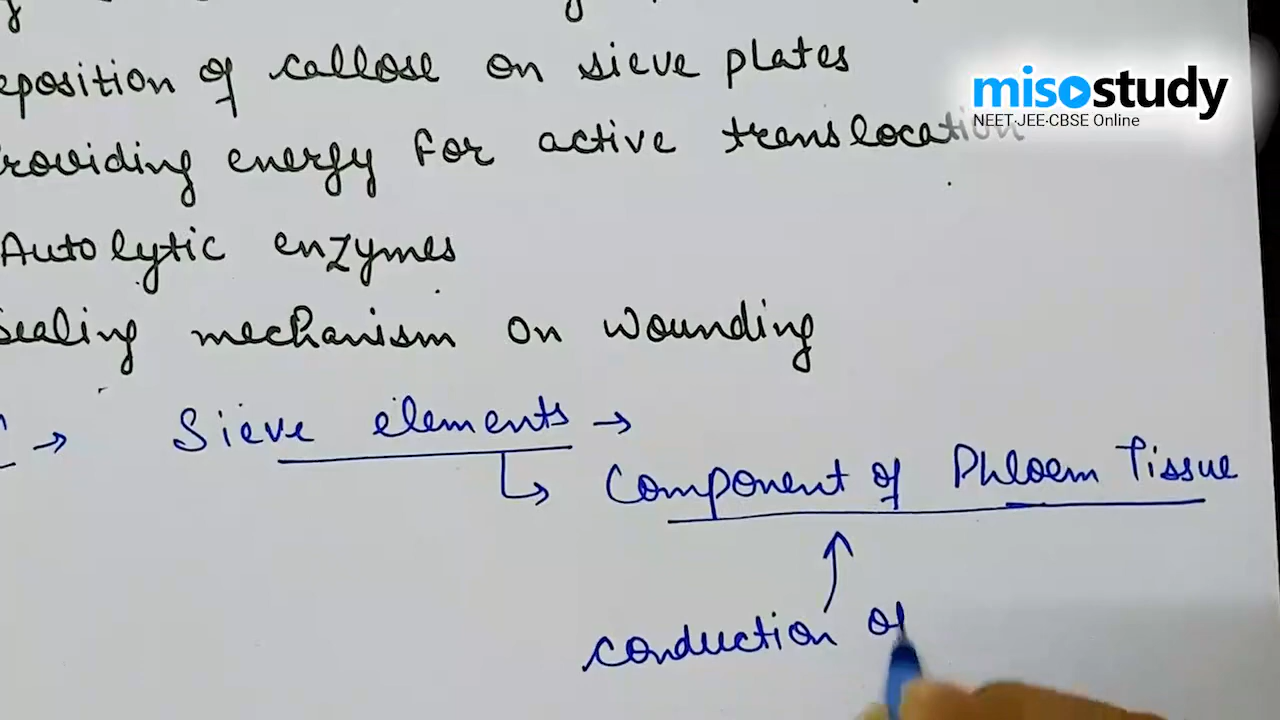 eposition of callose on sieve plates
misostudy
NEET-JEE-CBSE Online
roviding energy for active translocation
Autolytic enzymes
ealing mechanism on wounding
→ Sieve elements →
Component of Phloem Tissue
conduction of